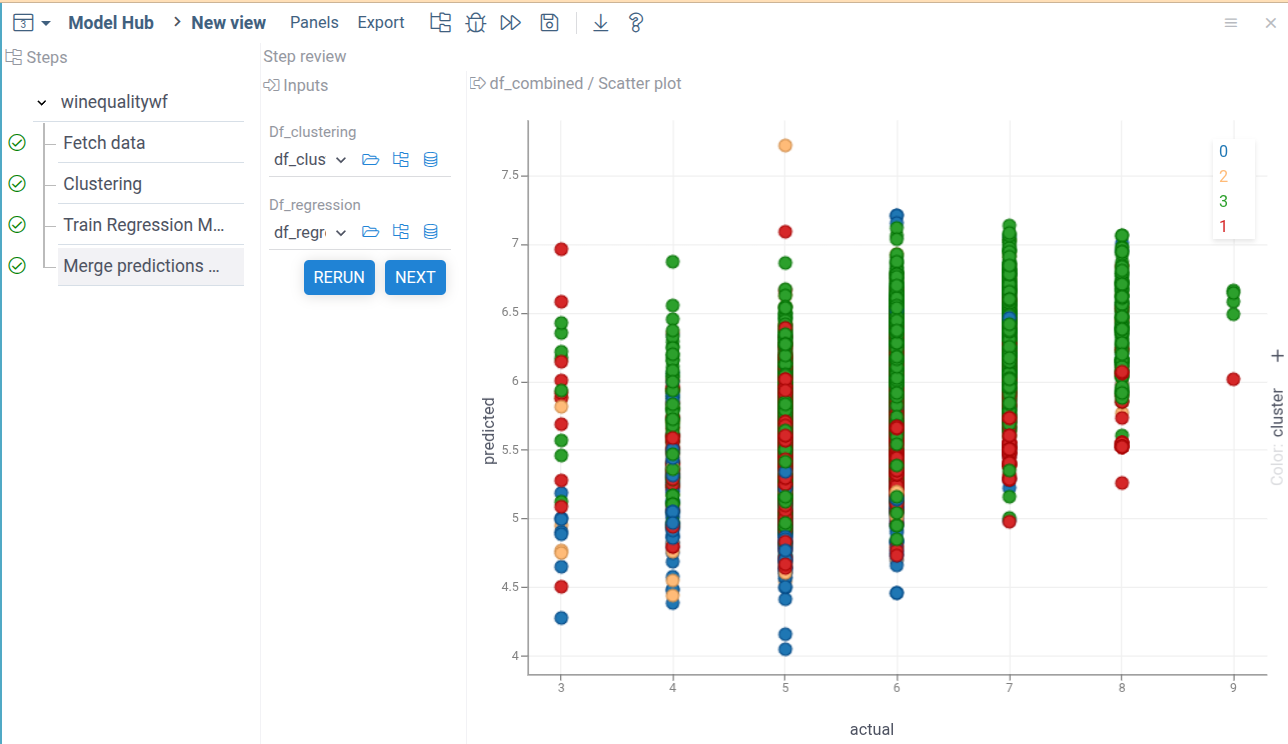 3 Model Hub > New view Panels Export
Steps
winequalitywf
Fetch data
Clustering
Train Regression M...
Merge predictions ...
Step review
Inputs
Df_clustering
df_clus
Df_regression
df_regr
RERUN NEXT
df_combined / Scatter plot
0
2
3
1
7.5
7
6.5
6
5.5
5
4.5
4
predicted
3 4 5 6 7 8 9
actual
+
Color: cluster